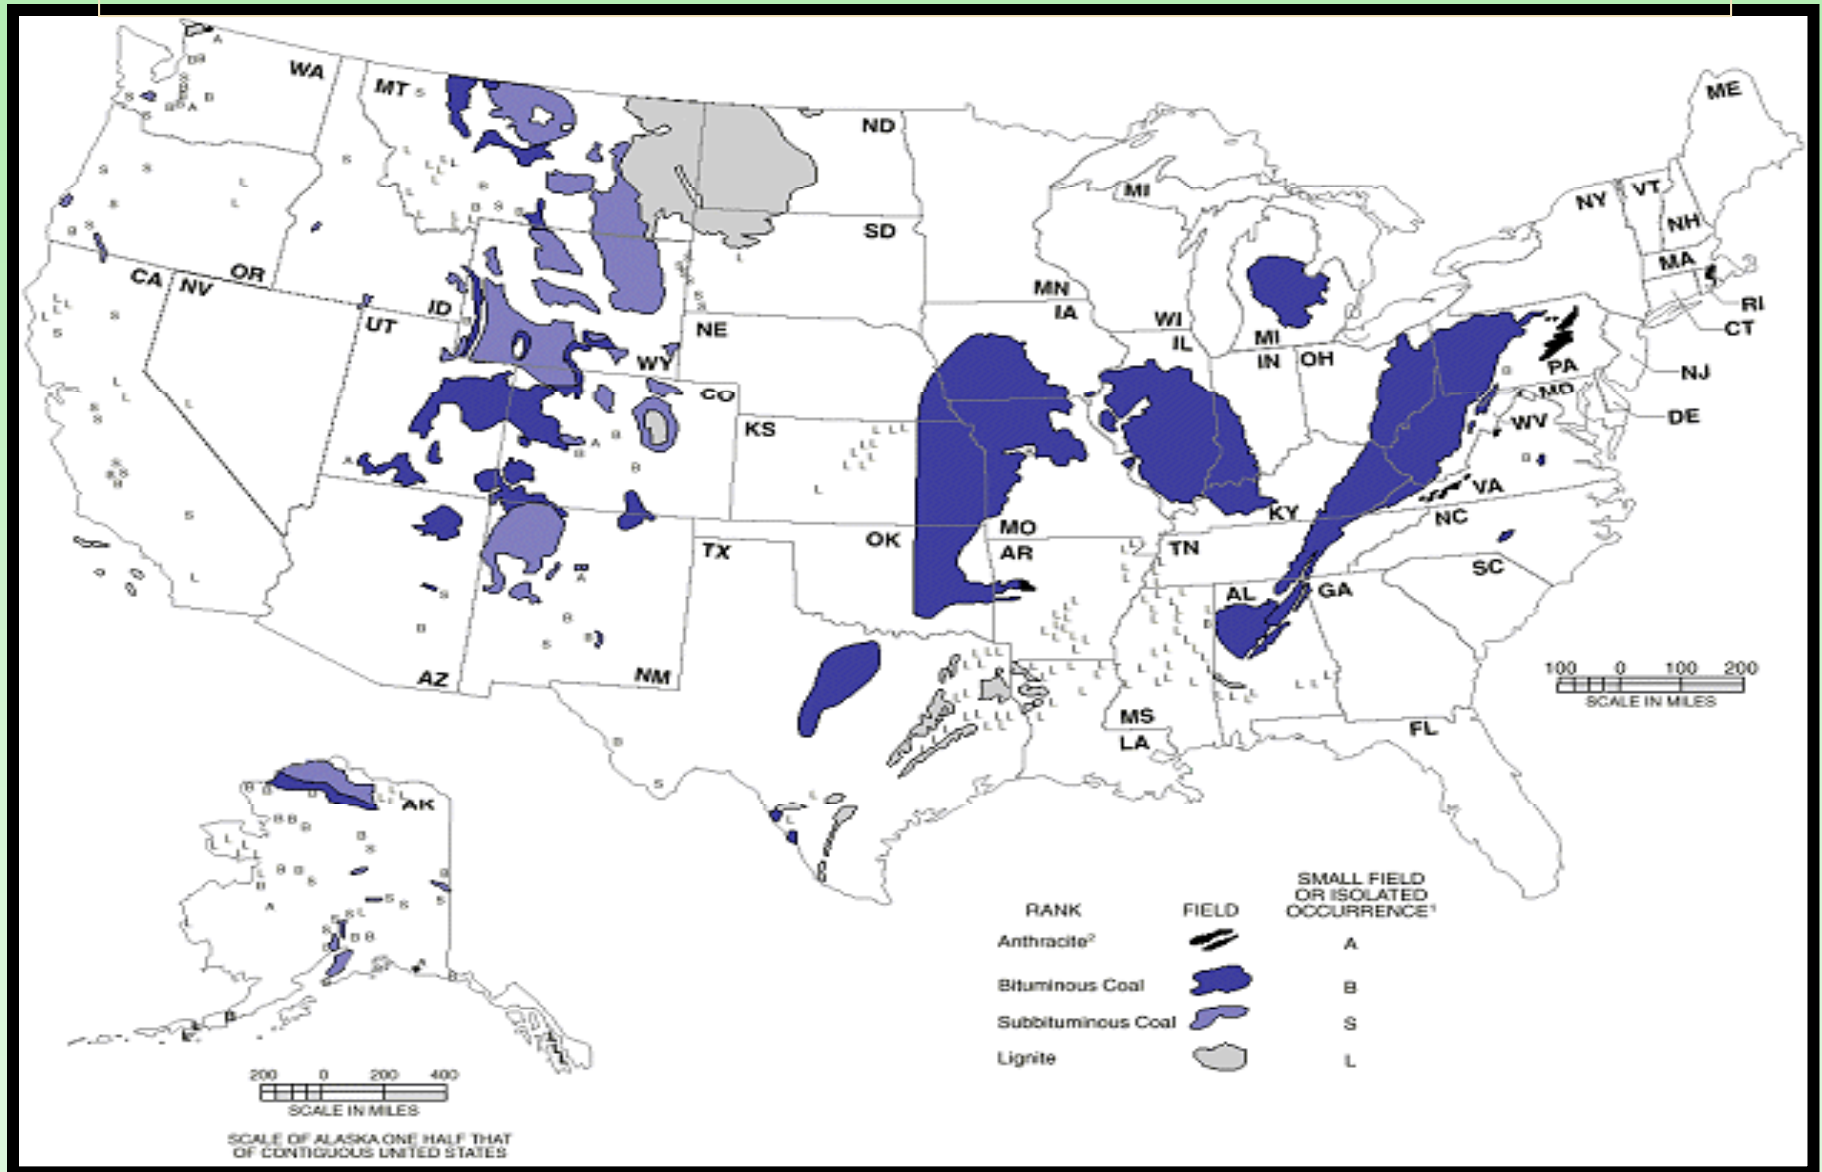 WA
MT
ND
ME
MI
NY
VT
NH
SD
MA
CA
NV
OR
ID
MN
IA
WI
RI
CT
UT
NE
WY
IL
MI
IN
OH
PA
NJ
CO
MD
DE
KS
WV
VA
KY
NC
MO
OK
TX
AR
TN
SC
AL
GA
AZ
NM
MS
LA
FL
100 0 100 200
SCALE IN MILES
AK
RANK
FIELD
SMALL FIELD
OR ISOLATED
OCCURRENCE¹
Anthracite² A
Bituminous Coal B
Subbituminous Coal S
Lignite L
200 0 200 400
SCALE IN MILES
SCALE OF ALASKA ONE HALF THAT
OF CONTIGUOUS UNITED STATES